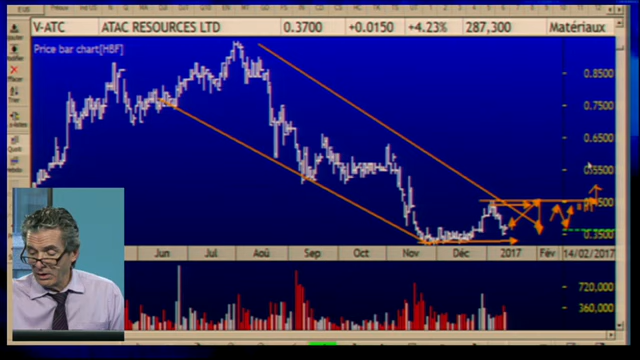 V-ATC ATAC RESOURCES LTD 0.3700 +0.0150 +4.23% 287,300 Matériaux
Price bar chart[HBF]
0.8500
0.7500
0.6500
0.3500
Jun Jul Aoû Sep Oct Nov Déc 2017 Fév 14/02/2017
720,000
360,000